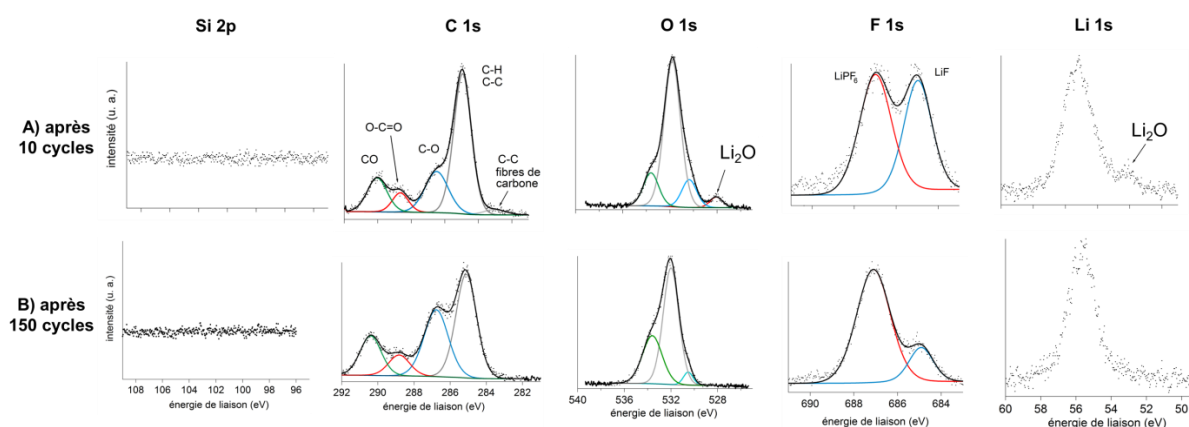 Si 2p
C 1s
O 1s
F 1s
Li 1s
A) après
10 cycles
intensité (u. a.)
CO
O-C=O
C-O
C-H
C-C
C-C
fibres de
carbone
Li₂O
LiPF₆
LiF
Li₂O
B) après
150 cycles
intensité (u. a.)
108 106 104 102 100 98 96
énergie de liaison (eV)
292 290 288 286 284 282
énergie de liaison (eV)
540 536 532 528
énergie de liaison (eV)
690 688 686 684
énergie de liaison (eV)
60 58 56 54 52 50
énergie de liaison (eV)